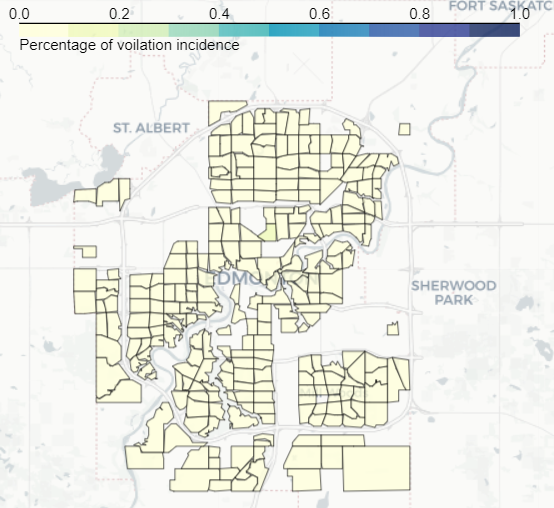 0.0 0.2 0.4 0.6 0.8 1.0
FORT SASKATC
Percentage of voilation incidence
ST. ALBERT
SHERWOOD
PARK